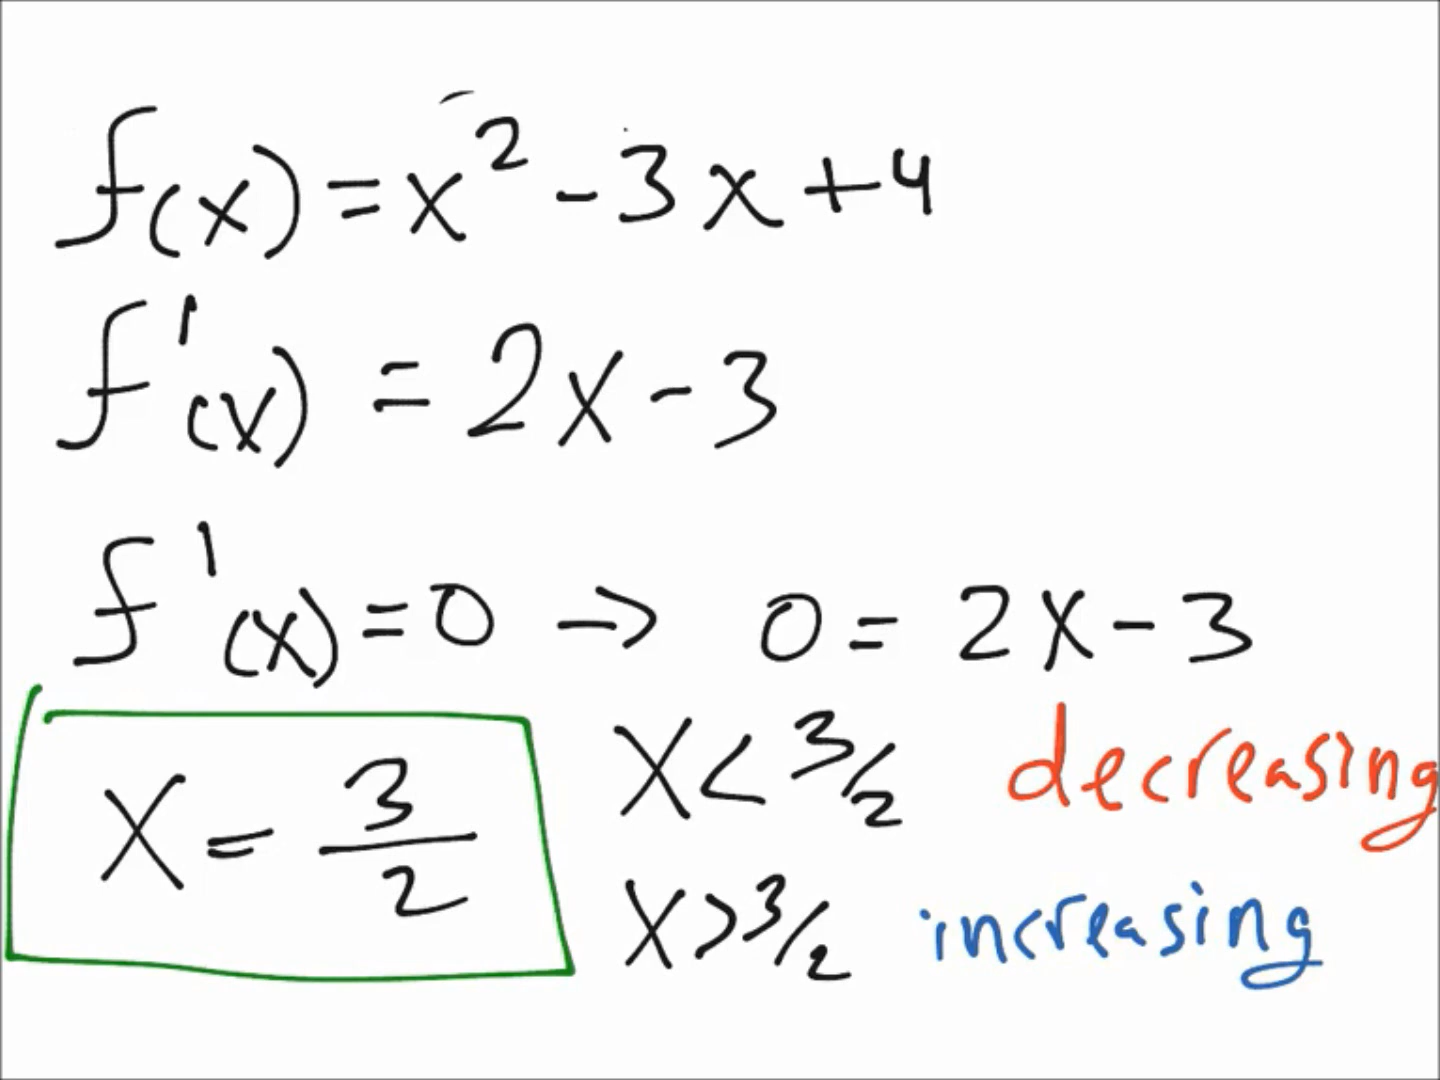 f(x) = x² - 3x + 4
f'(x) = 2x - 3
f'(x) = 0 -> 0 = 2x - 3
x = 3/2
x < 3/2 decreasing
x > 3/2 increasing